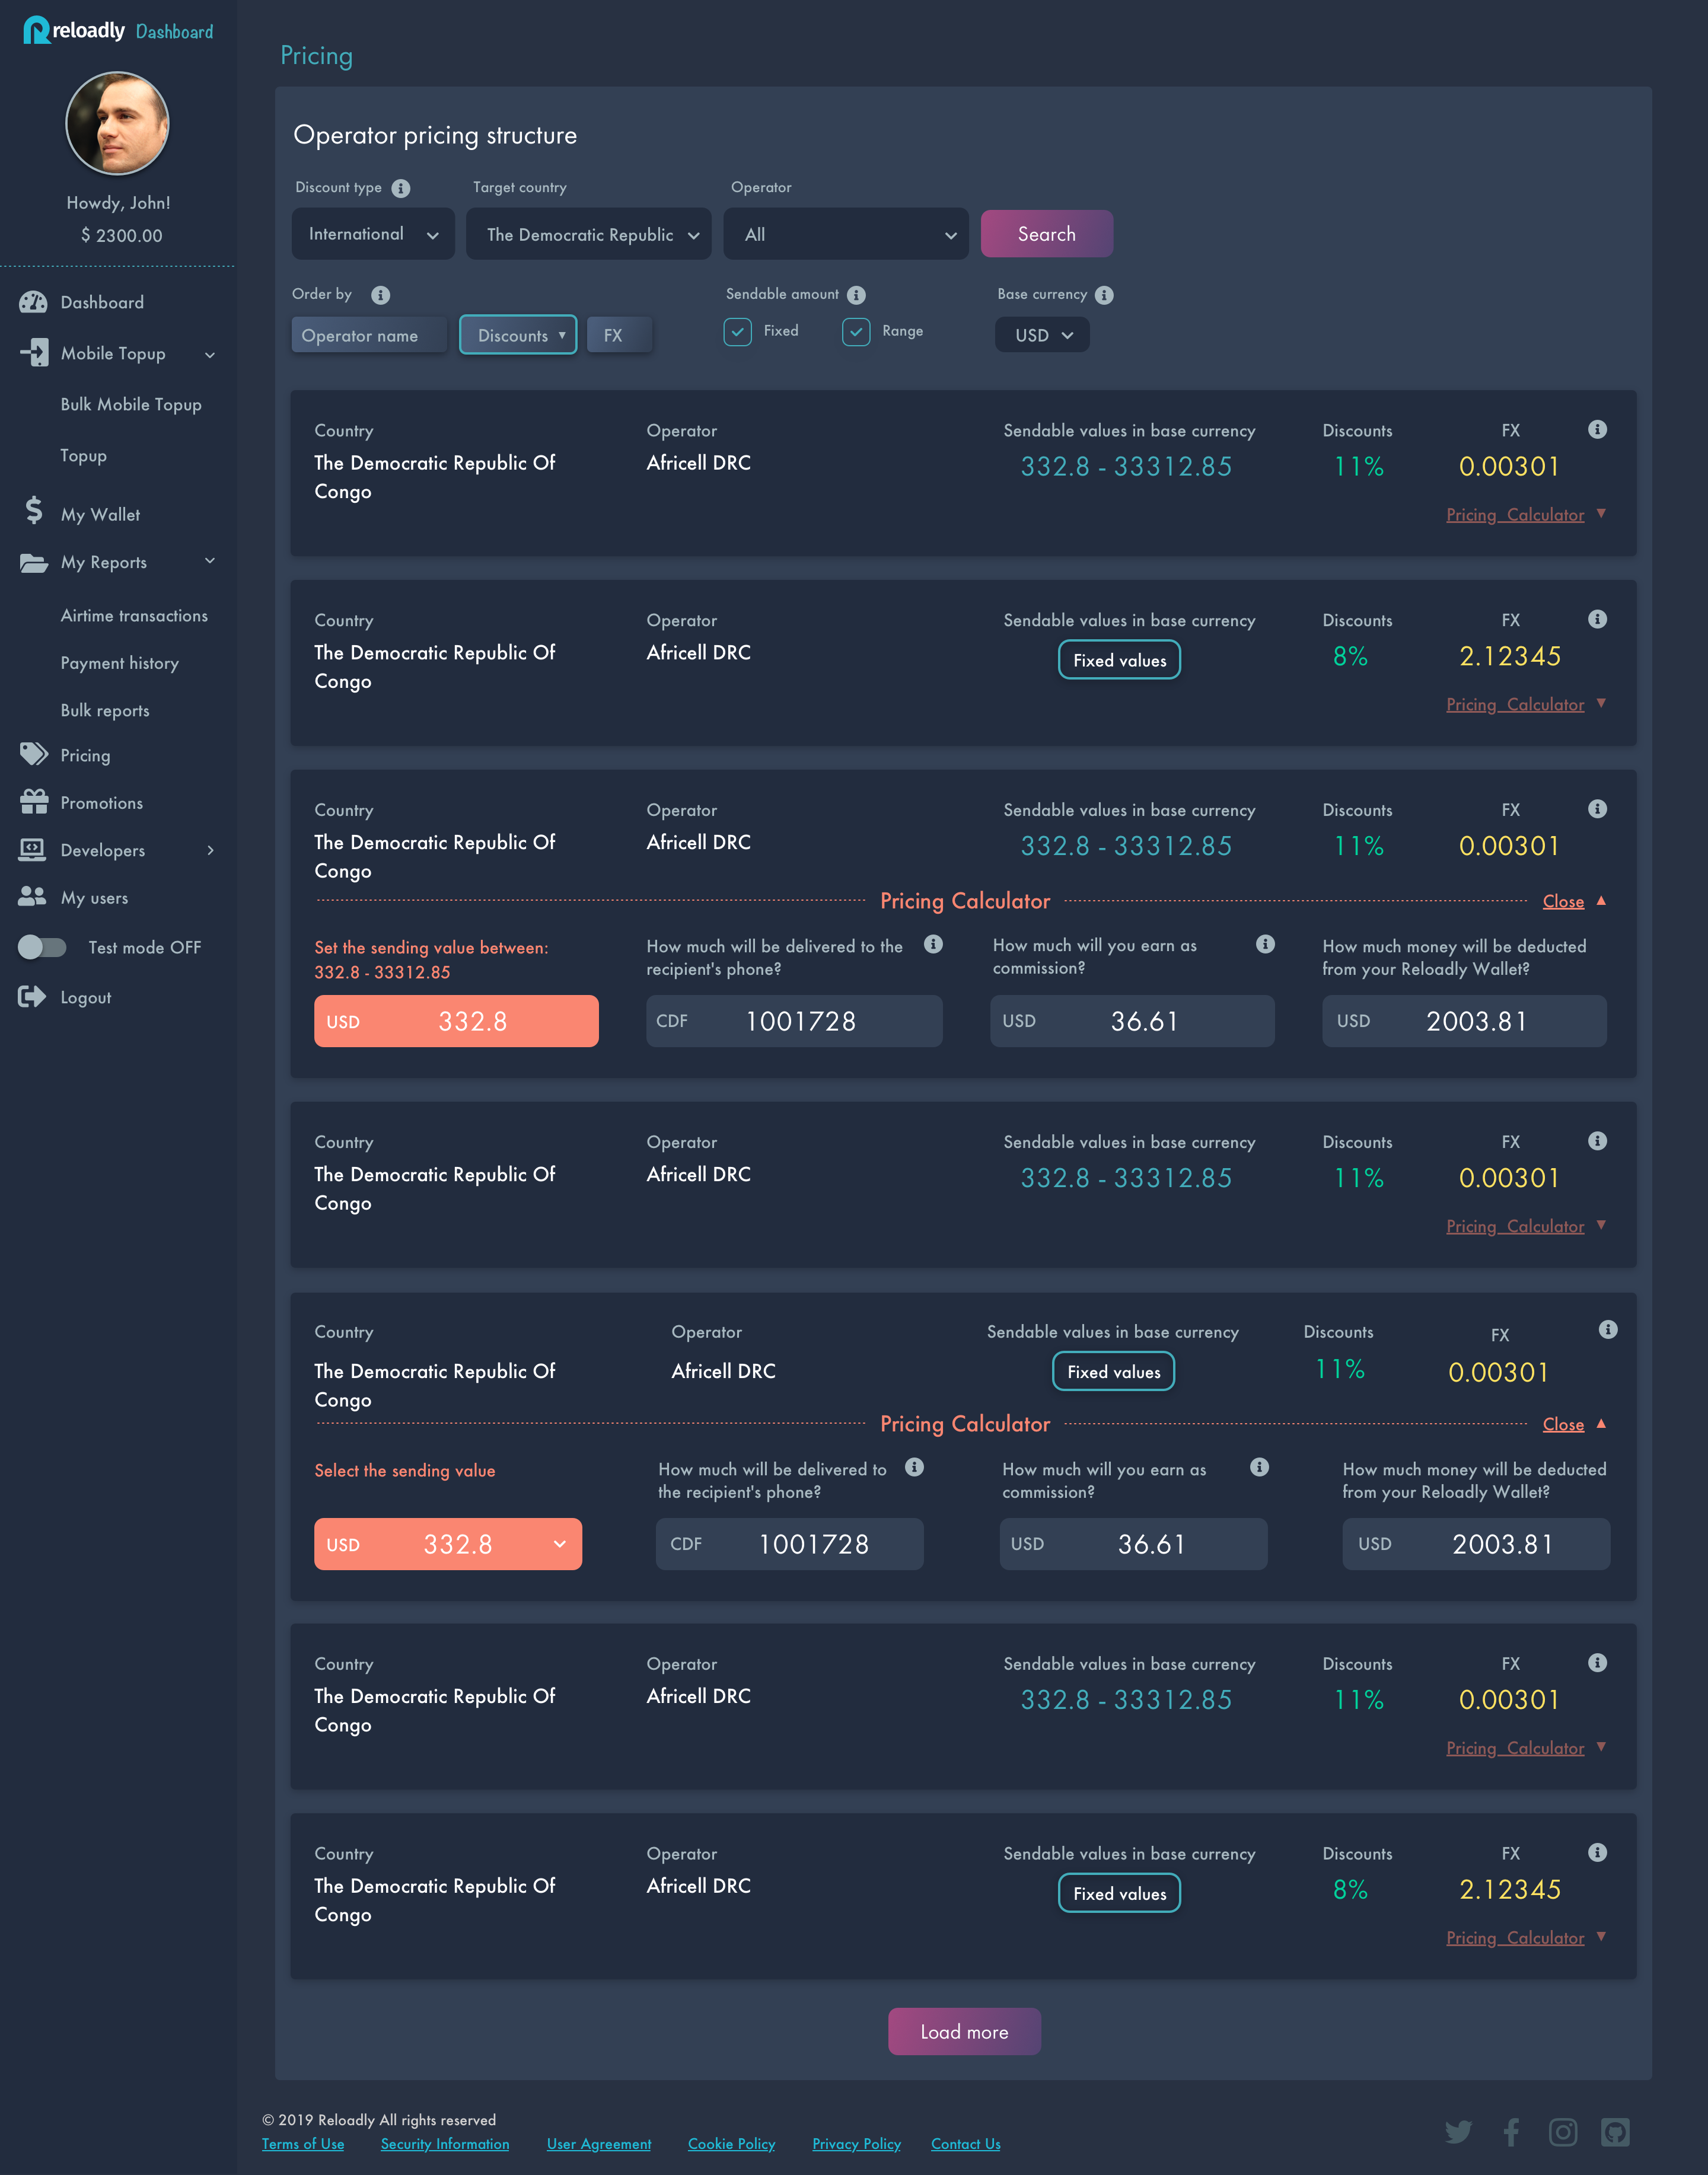 reloadly Dashboard
Howdy, John!
$ 2300.00
Dashboard
Mobile Topup
Bulk Mobile Topup
Topup
My Wallet
My Reports
Airtime transactions
Payment history
Bulk reports
Pricing
Promotions
Developers
My users
Test mode OFF
Logout
Pricing
Operator pricing structure
Discount type Target country Operator
International The Democratic Republic All Search
Order by Sendable amount Base currency
Operator name Discounts FX Fixed Range USD
Country Operator Sendable values in base currency Discounts FX
The Democratic Republic Of Africell DRC 332.8 - 33312.85 11% 0.00301
Congo
Pricing Calculator
Country Operator Sendable values in base currency Discounts FX
The Democratic Republic Of Africell DRC Fixed values 8% 2.12345
Congo
Pricing Calculator
Country Operator Sendable values in base currency Discounts FX
The Democratic Republic Of Africell DRC 332.8 - 33312.85 11% 0.00301
Congo
Pricing Calculator Close
Set the sending value between: How much will be delivered to the How much will you earn as How much money will be deducted
332.8 - 33312.85 recipient's phone? commission? from your Reloadly Wallet?
USD 332.8 CDF 1001728 USD 36.61 USD 2003.81
Country Operator Sendable values in base currency Discounts FX
The Democratic Republic Of Africell DRC 332.8 - 33312.85 11% 0.00301
Congo
Pricing Calculator
Country Operator Sendable values in base currency Discounts FX
The Democratic Republic Of Africell DRC Fixed values 11% 0.00301
Congo
Pricing Calculator Close
Select the sending value How much will be delivered to How much will you earn as How much money will be deducted
the recipient's phone? commission? from your Reloadly Wallet?
USD 332.8 CDF 1001728 USD 36.61 USD 2003.81
Country Operator Sendable values in base currency Discounts FX
The Democratic Republic Of Africell DRC 332.8 - 33312.85 11% 0.00301
Congo
Pricing Calculator
Country Operator Sendable values in base currency Discounts FX
The Democratic Republic Of Africell DRC Fixed values 8% 2.12345
Congo
Pricing Calculator
Load more
© 2019 Reloadly All rights reserved
Terms of Use Security Information User Agreement Cookie Policy Privacy Policy Contact Us